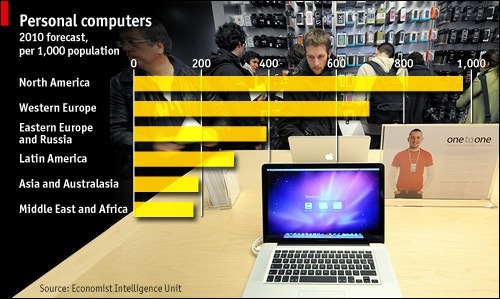 Personal computers
2010 forecast,
per 1,000 population
0 200 400 600 800 1,000
North America
Western Europe
Eastern Europe
and Russia
Latin America
Asia and Australasia
Middle East and Africa
one to one
Source: Economist Intelligence Unit